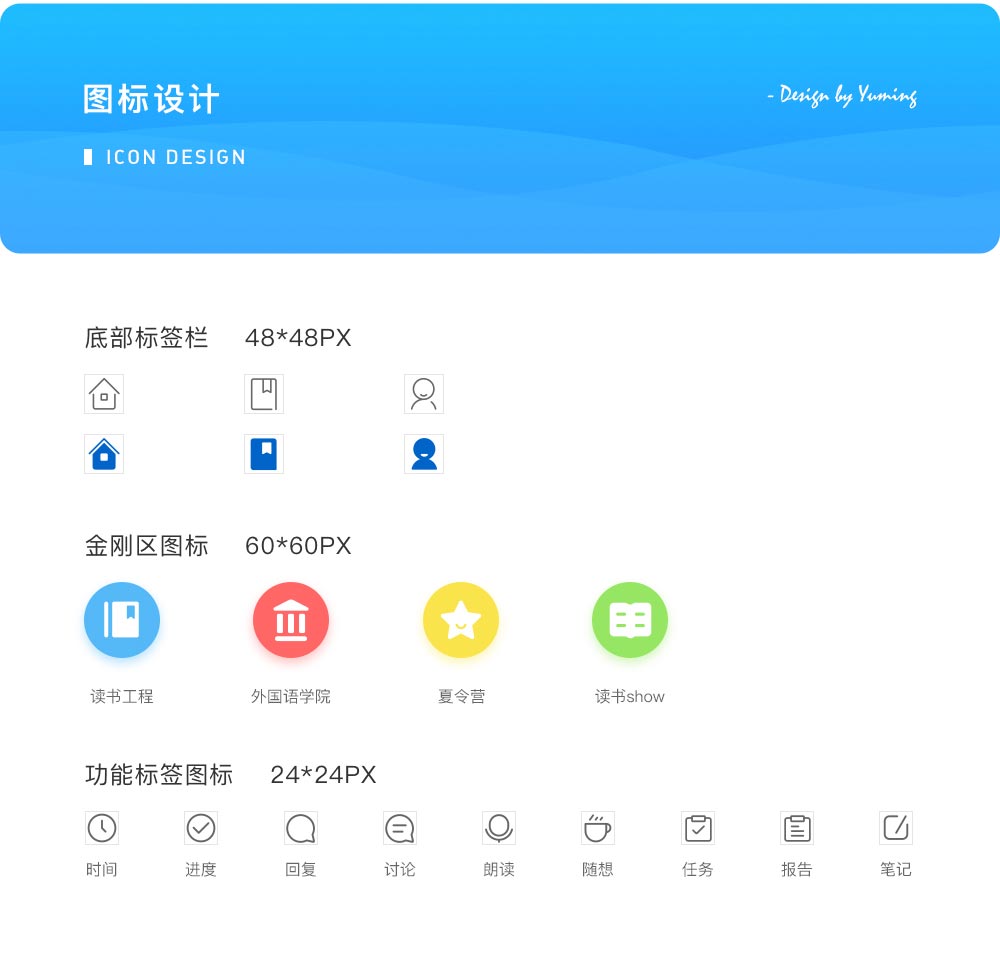 图标设计
- Design by Yuming
ICON DESIGN
底部标签栏 48*48PX
金刚区图标 60*60PX
读书工程 外国语学院 夏令营 读书show
功能标签图标 24*24PX
时间 进度 回复 讨论 朗读 随想 任务 报告 笔记